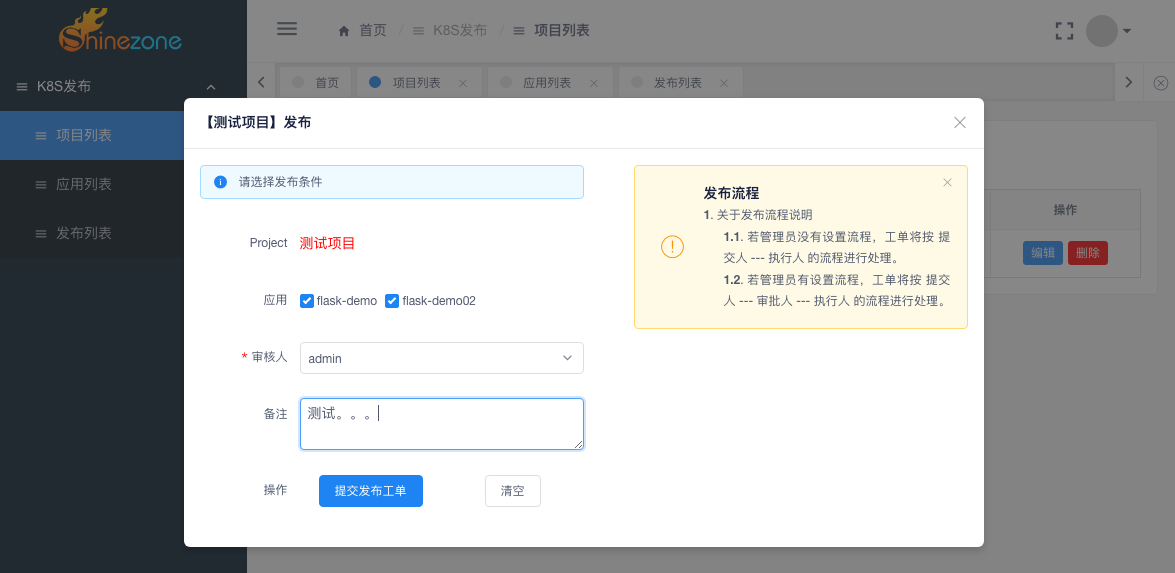 Shinezone
首页 / K8S发布 / 项目列表
K8S发布
首页 项目列表 应用列表 发布列表
项目列表
应用列表
发布列表
【测试项目】发布
请选择发布条件
Project 测试项目
应用 flask-demo flask-demo02
* 审核人 admin
备注 测试。。。
操作 提交发布工单 清空
发布流程
1. 关于发布流程说明
1.1. 若管理员没有设置流程，工单将按 提
交人 --- 执行人 的流程进行处理。
1.2. 若管理员有设置流程，工单将按 提交
人 --- 审批人 --- 执行人 的流程进行处理。
操作
编辑 删除